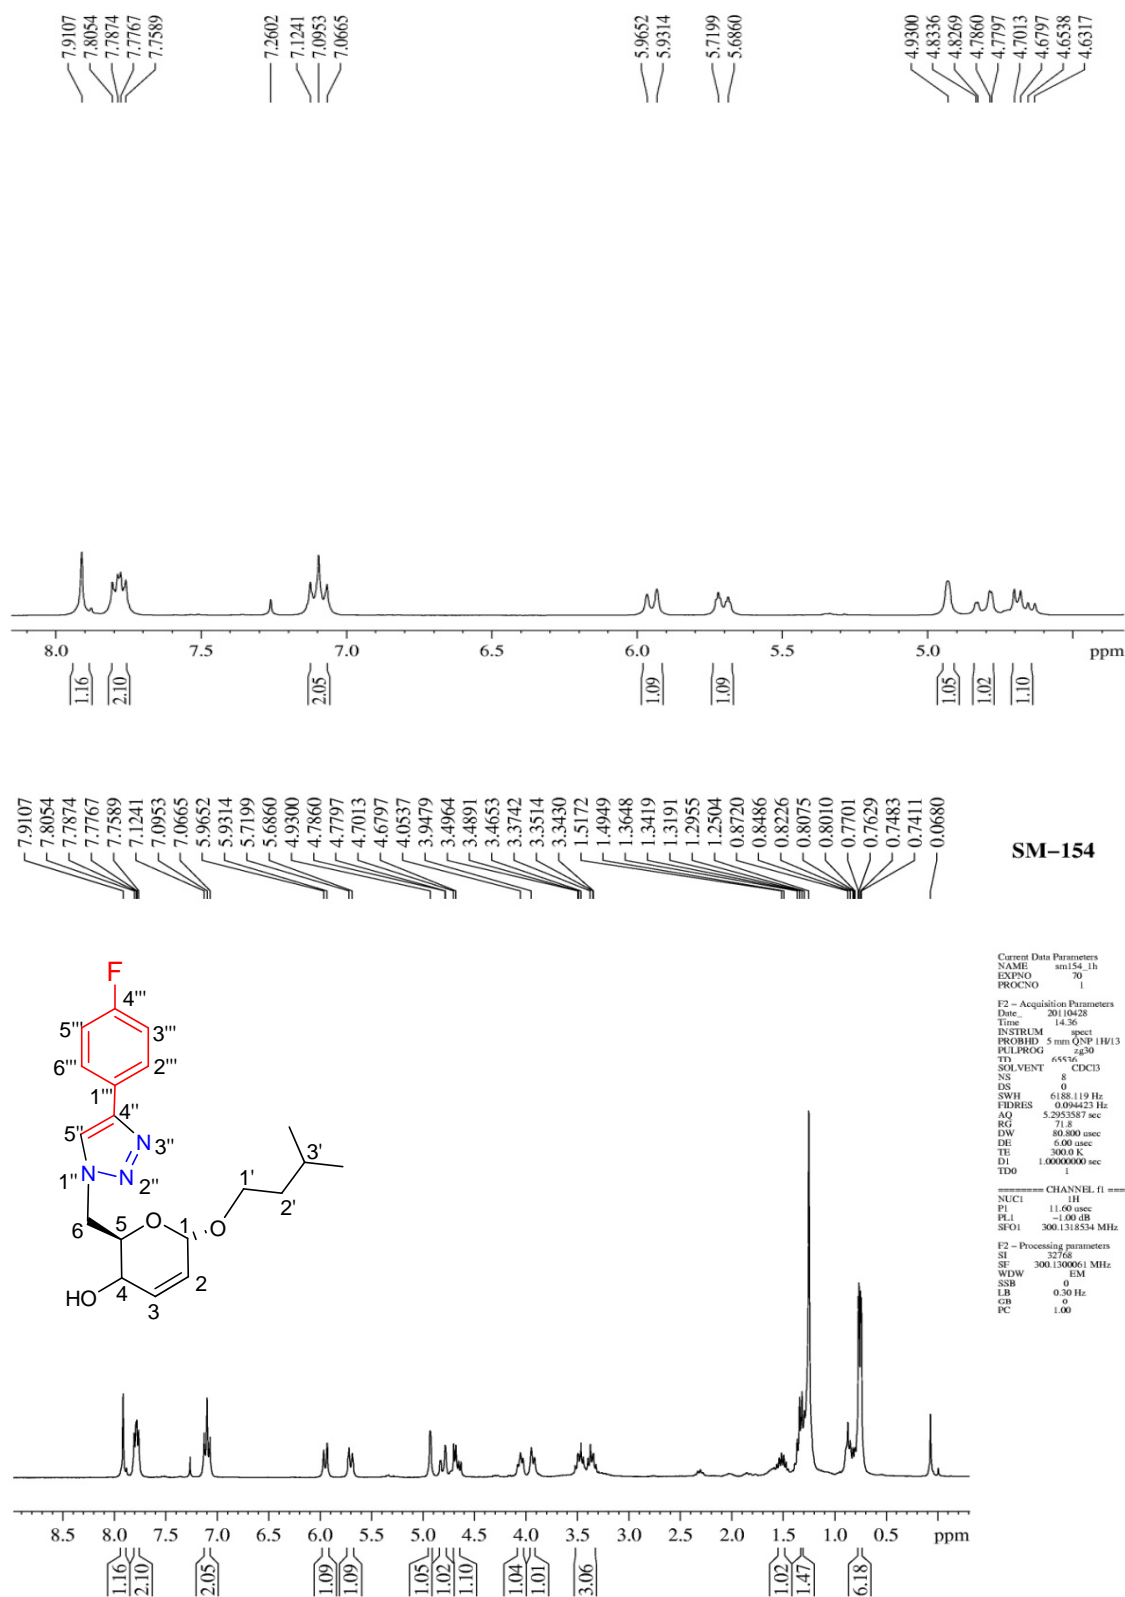 7.9107
7.8054
7.7874
7.7767
7.7589
7.2602
7.1241
7.0953
7.0665
5.9652
5.9314
5.7199
5.6860
4.9300
4.8336
4.8269
4.7860
4.7797
4.7013
4.6797
4.6538
4.6317
8.0 7.5 7.0 6.5 6.0 5.5 5.0 ppm
1.16 2.10 2.05 1.09 1.09 1.05 1.02 1.10
7.9107
7.8054
7.7874
7.7767
7.7589
7.1241
7.0953
7.0665
5.9652
5.9314
5.7199
5.6860
4.9300
4.7860
4.7797
4.7013
4.6797
4.0537
3.9479
3.4964
3.4891
3.4653
3.3742
3.3514
3.3430
1.5172
1.4949
1.3648
1.3419
1.3191
1.2955
1.2504
0.8720
0.8486
0.8226
0.8075
0.8010
0.7701
0.7629
0.7483
0.7411
0.0680
SM–154
F
4'''
5''' 3'''
6''' 2'''
1'''
4''
5'' N 3''
1'' N N 2''
6 5 O 1 O 1' 2' 3'
HO 4 3 2
Current Data Parameters
NAME sm154_1h
EXPNO 70
PROCNO 1
F2 – Acquisition Parameters
Date_ 20110428
Time 14.36
INSTRUM spect
PROBHD 5 mm QNP 1H/13
PULPROG zg30
TD 65536
SOLVENT CDCl3
NS 8
DS 0
SWH 6188.119 Hz
FIDRES 0.094423 Hz
AQ 5.2953587 sec
RG 71.8
DW 80.800 usec
DE 6.00 usec
TE 300.0 K
D1 1.00000000 sec
TD0 1
======== CHANNEL f1 ===
NUC1 1H
P1 11.60 usec
PL1 –1.00 dB
SFO1 300.1318534 MHz
F2 – Processing parameters
SI 32768
SF 300.1300061 MHz
WDW EM
SSB 0
LB 0.30 Hz
GB 0
PC 1.00
8.5 8.0 7.5 7.0 6.5 6.0 5.5 5.0 4.5 4.0 3.5 3.0 2.5 2.0 1.5 1.0 0.5 ppm
1.16 2.10 2.05 1.09 1.09 1.05 1.02 1.10 1.04 1.01 3.06 1.02 1.47 6.18